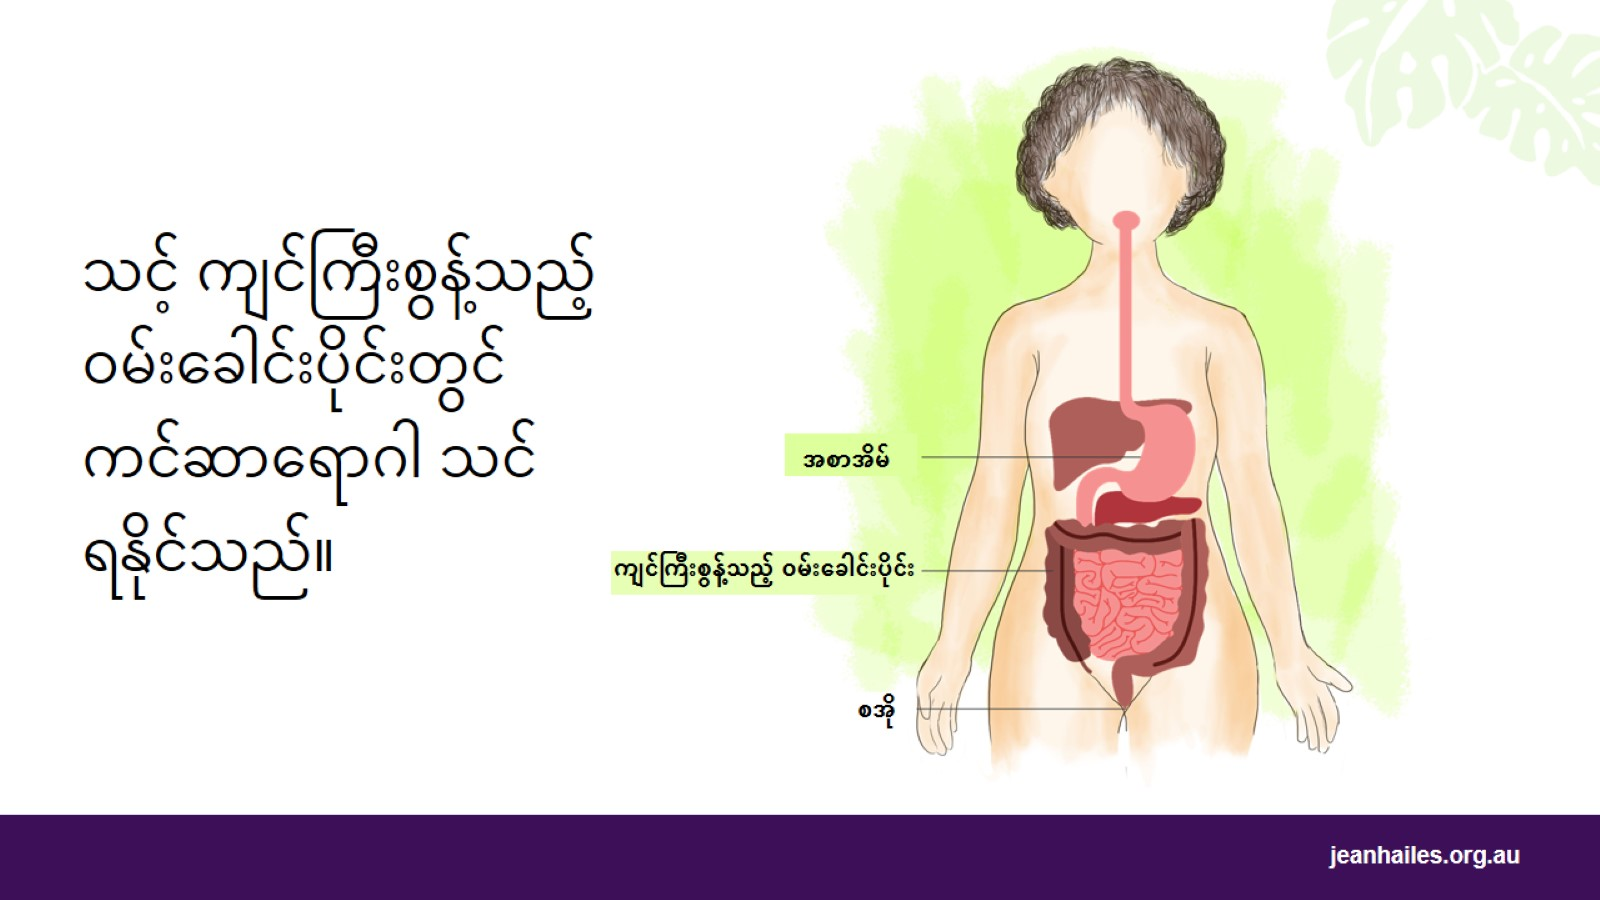 သင့် ကျင်ကြီးစွန့်သည့်
ဝမ်းခေါင်းပိုင်းတွင်
ကင်ဆာရောဂါ သင်
ရနိုင်သည်။
အစာအိမ်
ကျင်ကြီးစွန့်သည့် ဝမ်းခေါင်းပိုင်း
စအို
jeanhailes.org.au